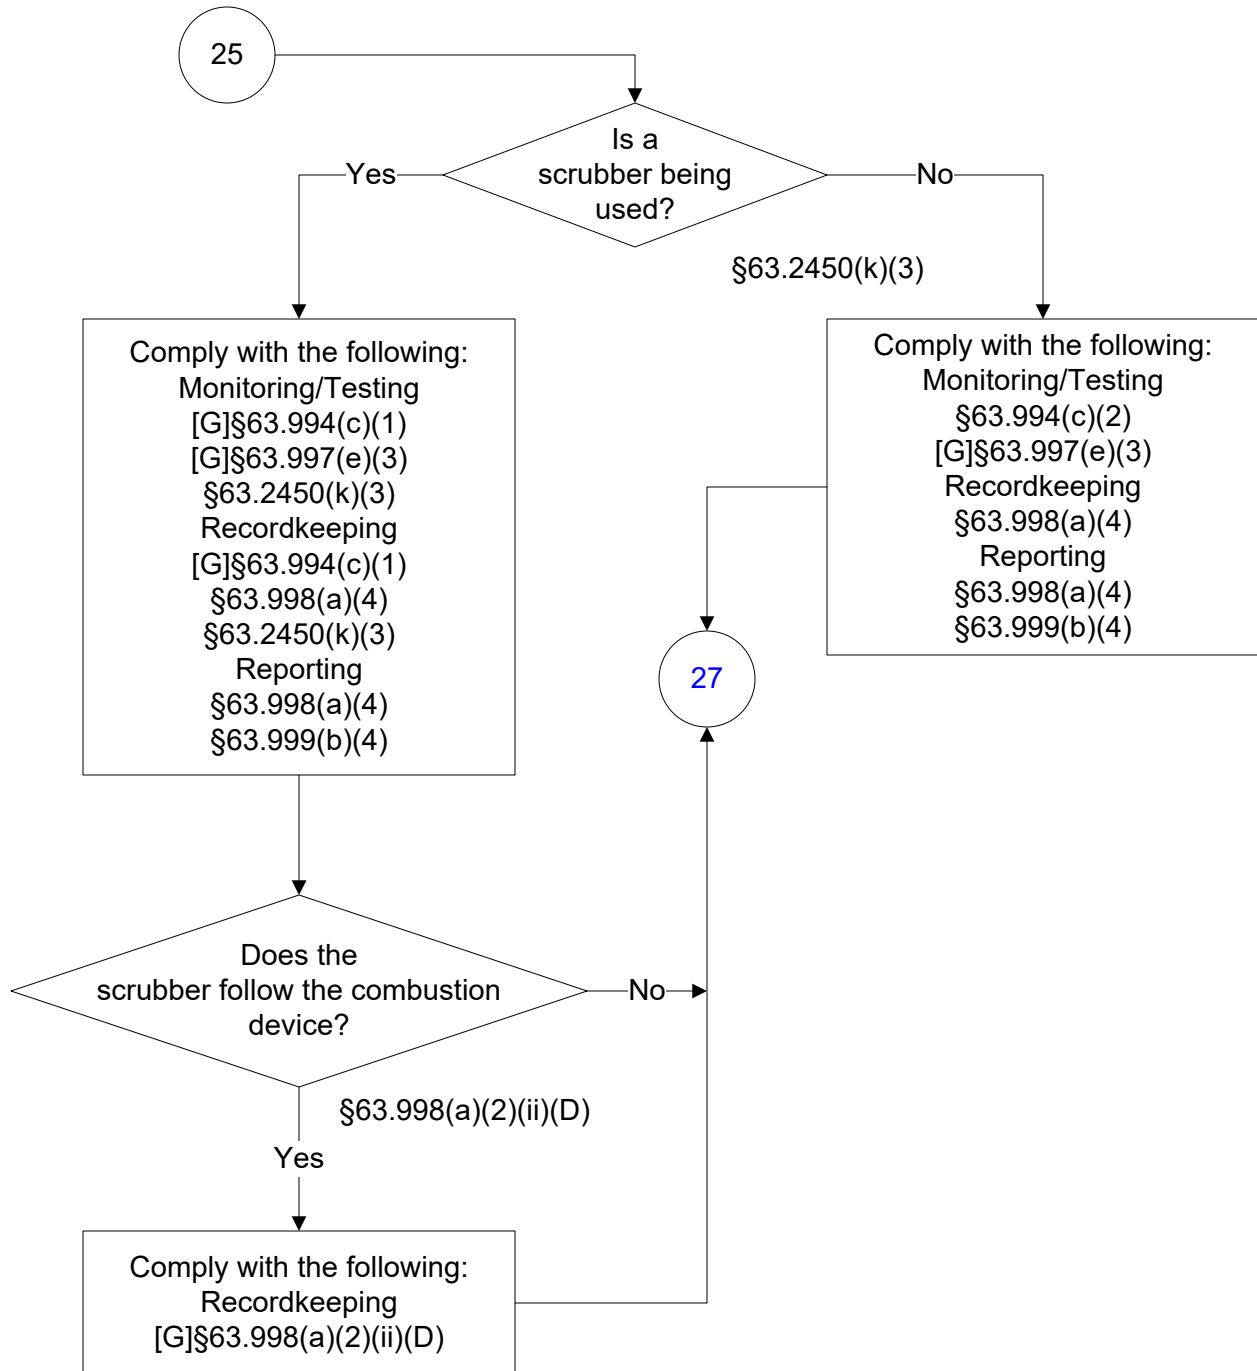 25
Is a
scrubber being
used?
Yes
No
§63.2450(k)(3)
Comply with the following:
Monitoring/Testing
[G]§63.994(c)(1)
[G]§63.997(e)(3)
§63.2450(k)(3)
Recordkeeping
[G]§63.994(c)(1)
§63.998(a)(4)
§63.2450(k)(3)
Reporting
§63.998(a)(4)
§63.999(b)(4)
Comply with the following:
Monitoring/Testing
§63.994(c)(2)
[G]§63.997(e)(3)
Recordkeeping
§63.998(a)(4)
Reporting
§63.998(a)(4)
§63.999(b)(4)
27
Does the
scrubber follow the combustion
device?
No
§63.998(a)(2)(ii)(D)
Yes
Comply with the following:
Recordkeeping
[G]§63.998(a)(2)(ii)(D)